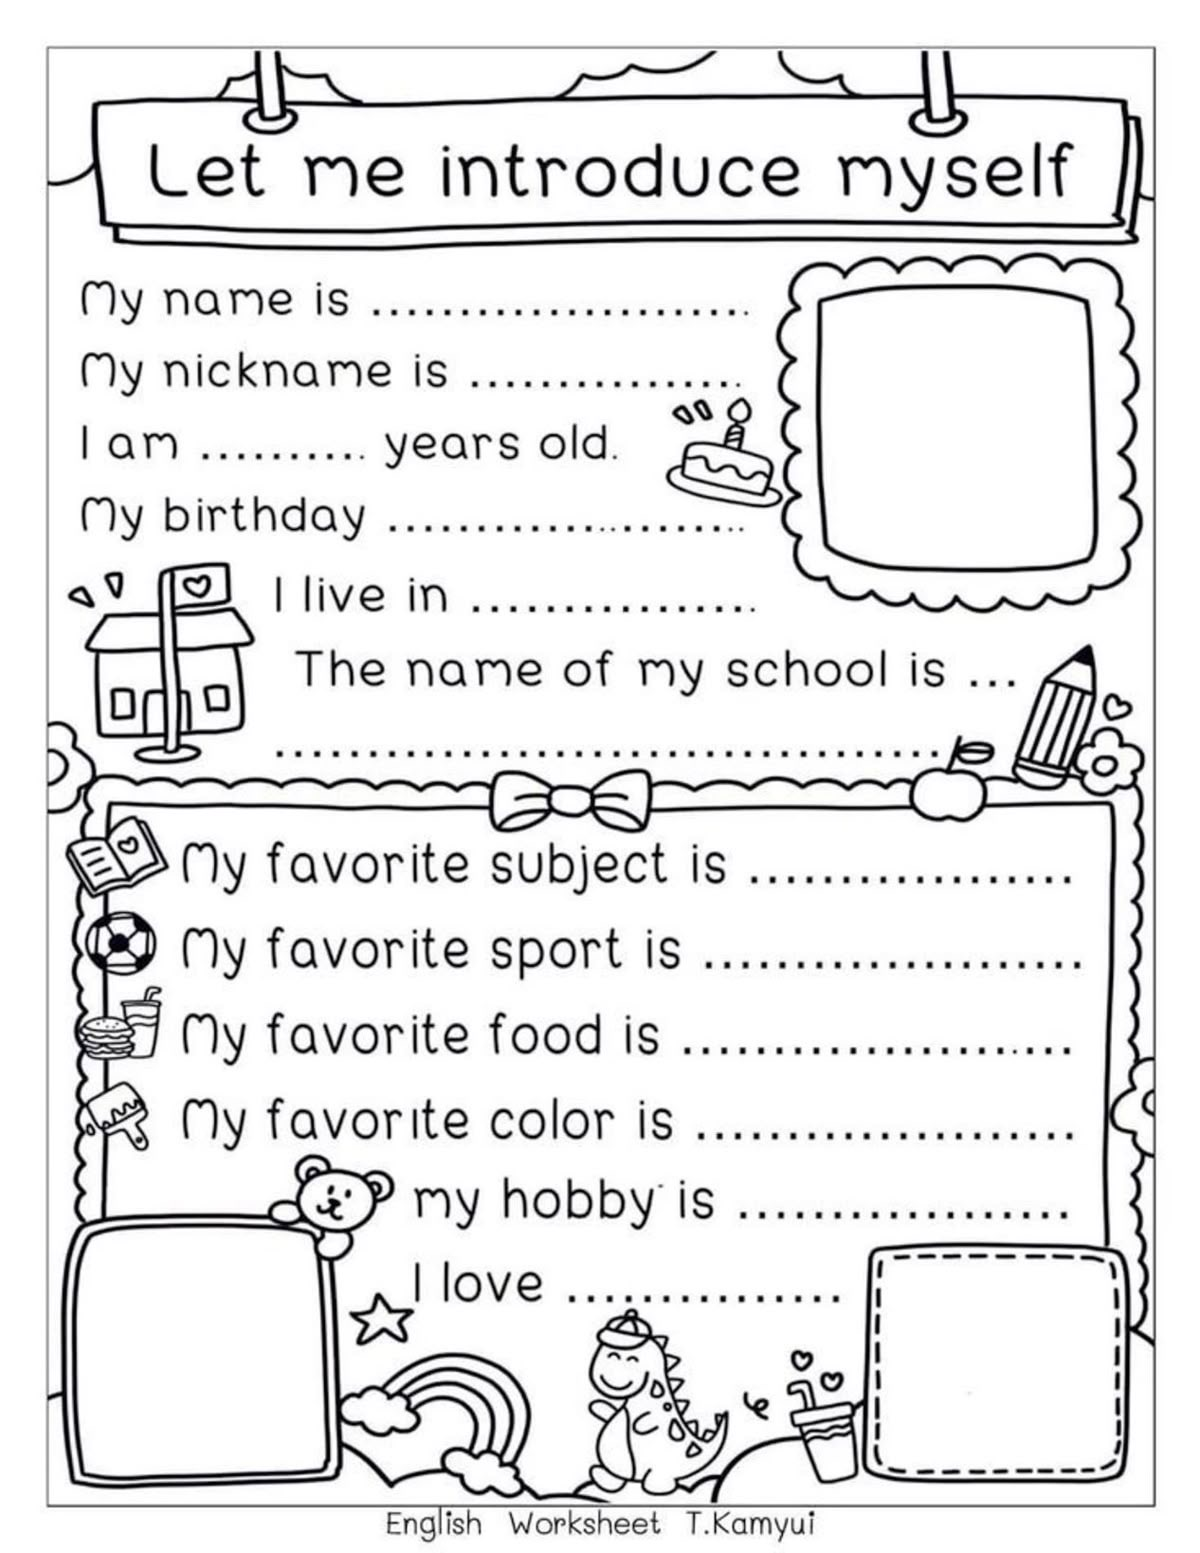 Let me introduce myself
My name is ........................
My nickname is .................
I am ........... years old.
My birthday .......................
I live in ................
The name of my school is ...
.....................................
My favorite subject is ..................
My favorite sport is .....................
My favorite food is ......................
My favorite color is .....................
my hobby is ...................
I love ................
English Worksheet T.Kamyui